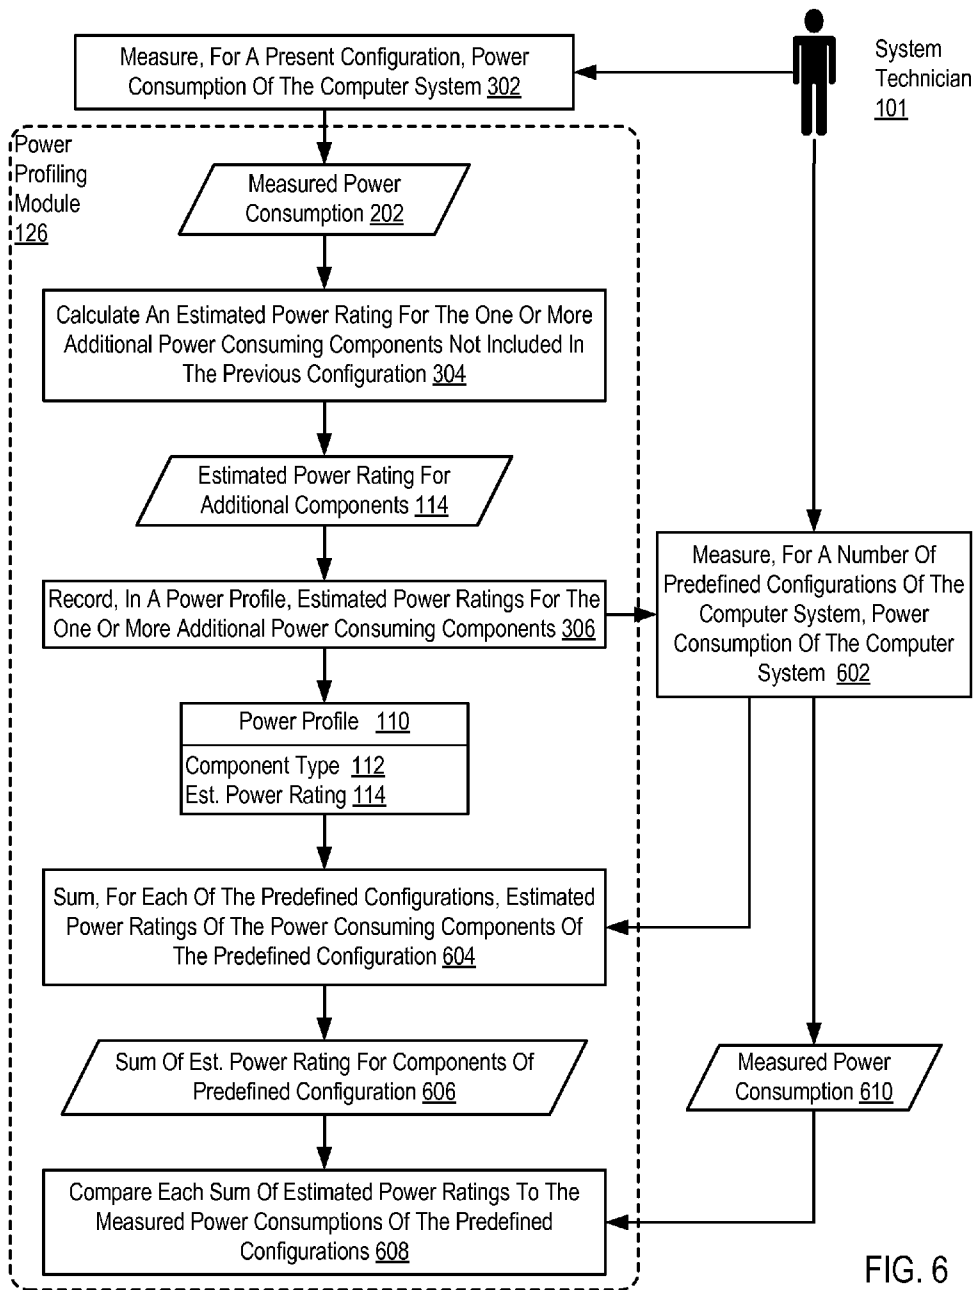 Measure, For A Present Configuration, Power
Consumption Of The Computer System 302
System
Technician
101
Power
Profiling
Module
126
Measured Power
Consumption 202
Calculate An Estimated Power Rating For The One Or More
Additional Power Consuming Components Not Included In
The Previous Configuration 304
Estimated Power Rating For
Additional Components 114
Record, In A Power Profile, Estimated Power Ratings For The
One Or More Additional Power Consuming Components 306
Measure, For A Number Of
Predefined Configurations Of The
Computer System, Power
Consumption Of The Computer
System 602
Power Profile 110
Component Type 112
Est. Power Rating 114
Sum, For Each Of The Predefined Configurations, Estimated
Power Ratings Of The Power Consuming Components Of
The Predefined Configuration 604
Sum Of Est. Power Rating For Components Of
Predefined Configuration 606
Measured Power
Consumption 610
Compare Each Sum Of Estimated Power Ratings To The
Measured Power Consumptions Of The Predefined
Configurations 608
FIG. 6